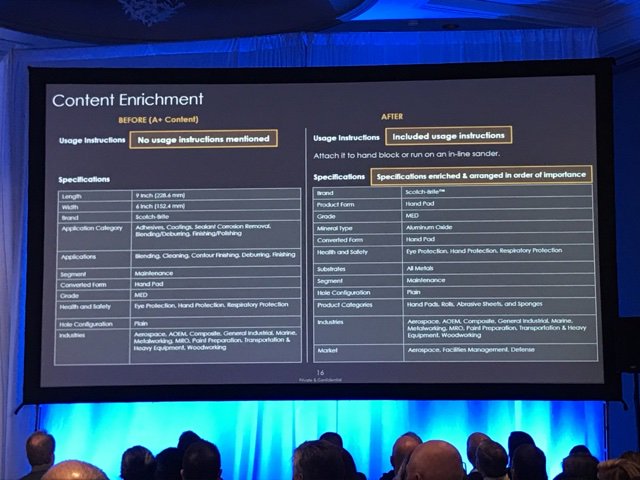 Content Enrichment
BEFORE (A+ Content)
Usage Instructions No usage instructions mentioned
Specifications
Length 9 Inch (228.6 mm)
Width 6 Inch (152.4 mm)
Brand Scotch-Brite
Application Category Adhesives, Coatings, Sealant Corrosion Removal,
Blending/Deburring, Finishing/Polishing
Applications Blending, Cleaning, Contour Finishing, Deburring, Finishing
Segment Maintenance
Converted Form Hand Pad
Grade MED
Health and Safety Eye Protection, Hand Protection, Respiratory Protection
Hole Configuration Plain
Industries Aerospace, AOEM, Composite, General Industrial, Marine,
Metalworking, MRO, Paint Preparation, Transportation &
Heavy Equipment, Woodworking
AFTER
Usage Instructions Included usage instructions
Attach it to hand block or run on an in-line sander.
Specifications Specifications enriched & arranged in order of importance
Brand Scotch-Brite™
Product Form Hand Pad
Grade MED
Mineral Type Aluminum Oxide
Converted Form Hand Pad
Health and Safety Eye Protection, Hand Protection, Respiratory Protection
Substrates All Metals
Segment Maintenance
Hole Configuration Plain
Product Categories Hand Pads, Rolls, Abrasive Sheets, and Sponges
Industries Aerospace, AOEM, Composite, General Industrial, Marine,
Metalworking, MRO, Paint Preparation, Transportation & Heavy
Equipment, Woodworking
Market Aerospace, Facilities Management, Defense
16
Private & Confidential